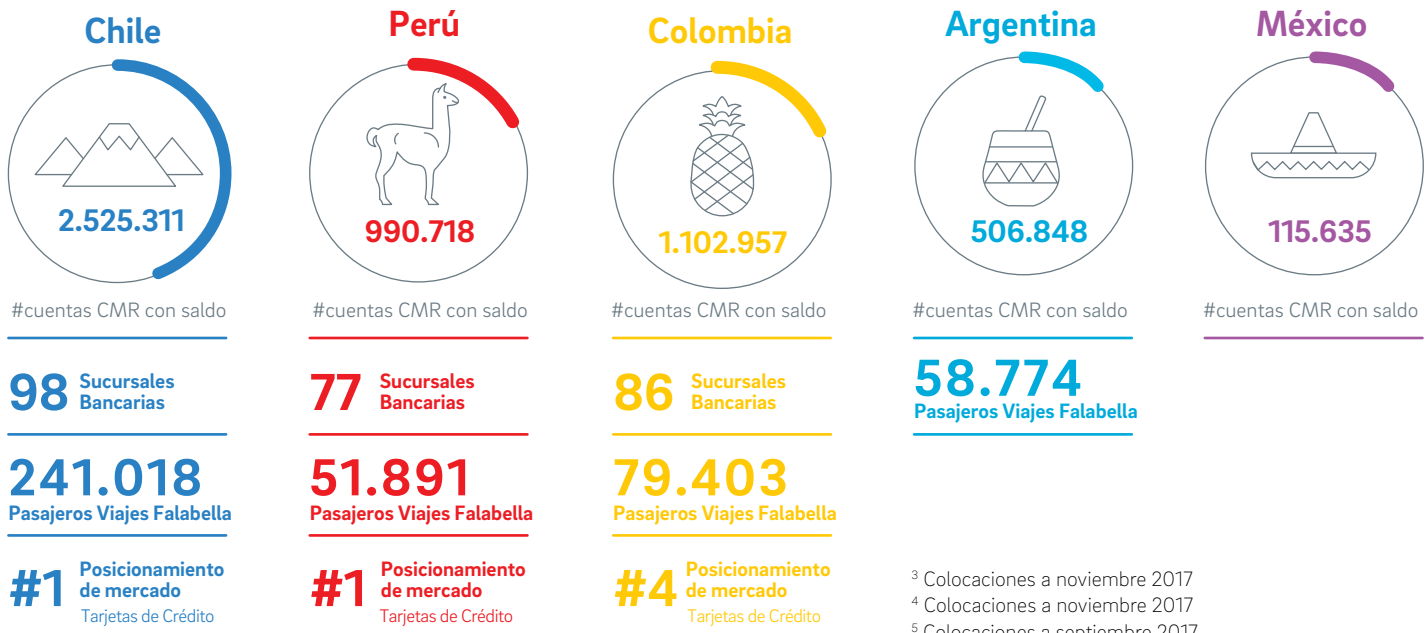 Chile
2.525.311
#cuentas CMR con saldo
98 Sucursales
Bancarias
241.018
Pasajeros Viajes Falabella
#1 Posicionamiento
de mercado
Tarjetas de Crédito
Perú
990.718
#cuentas CMR con saldo
77 Sucursales
Bancarias
51.891
Pasajeros Viajes Falabella
#1 Posicionamiento
de mercado
Tarjetas de Crédito
Colombia
1.102.957
#cuentas CMR con saldo
86 Sucursales
Bancarias
79.403
Pasajeros Viajes Falabella
#4 Posicionamiento
de mercado
Tarjetas de Crédito
Argentina
506.848
#cuentas CMR con saldo
58.774
Pasajeros Viajes Falabella
México
115.635
#cuentas CMR con saldo
³ Colocaciones a noviembre 2017
⁴ Colocaciones a noviembre 2017
⁵ Colocaciones a septiembre 2017